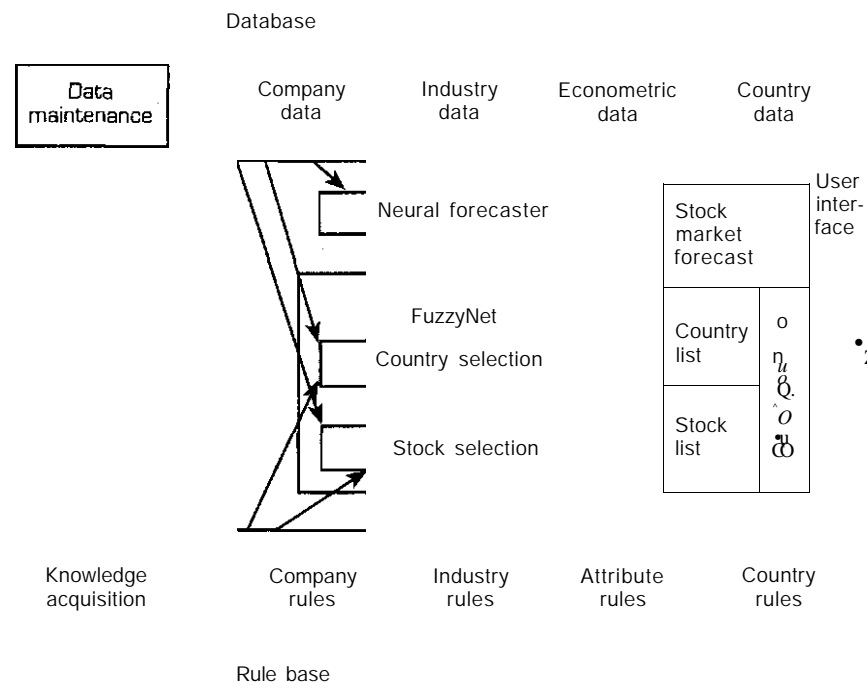 Database
Data
maintenance
Company
data
Industry
data
Econometric
data
Country
data
Neural forecaster
FuzzyNet
Country selection
Stock selection
Stock
market
forecast
User
inter-
face
Country
list
Stock
list
Knowledge
acquisition
Company
rules
Industry
rules
Attribute
rules
Country
rules
Rule base